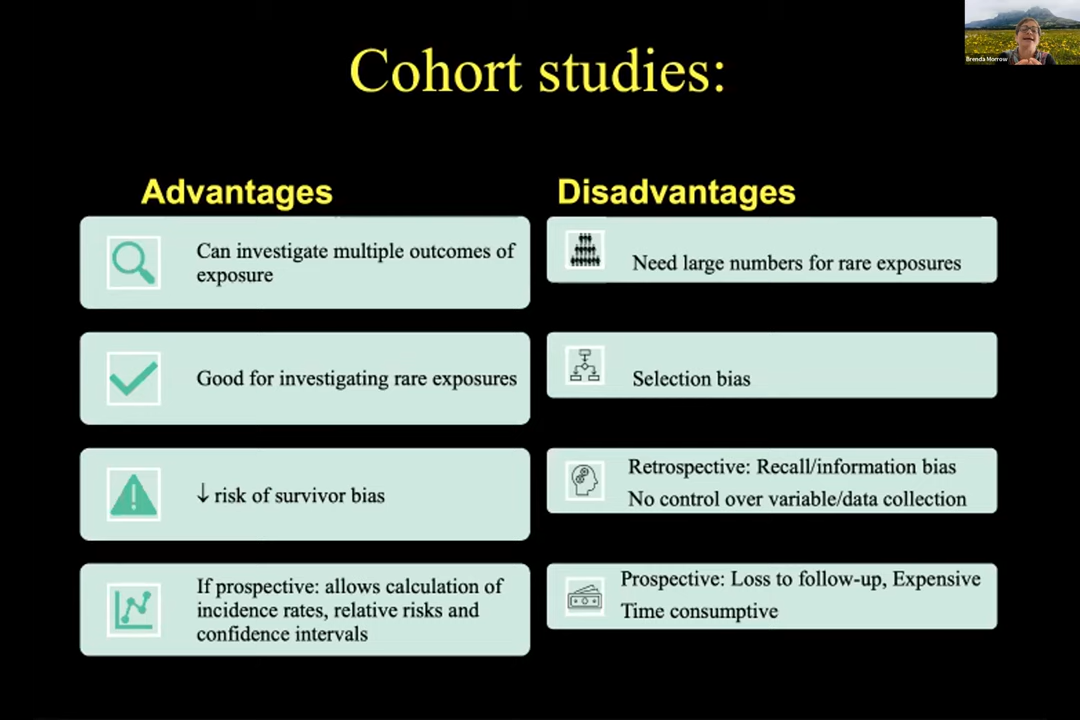 Brenda Morrow
Cohort studies:
Advantages
Can investigate multiple outcomes of
exposure
Good for investigating rare exposures
↓ risk of survivor bias
If prospective: allows calculation of
incidence rates, relative risks and
confidence intervals
Disadvantages
Need large numbers for rare exposures
Selection bias
Retrospective: Recall/information bias
No control over variable/data collection
Prospective: Loss to follow-up, Expensive
Time consumptive